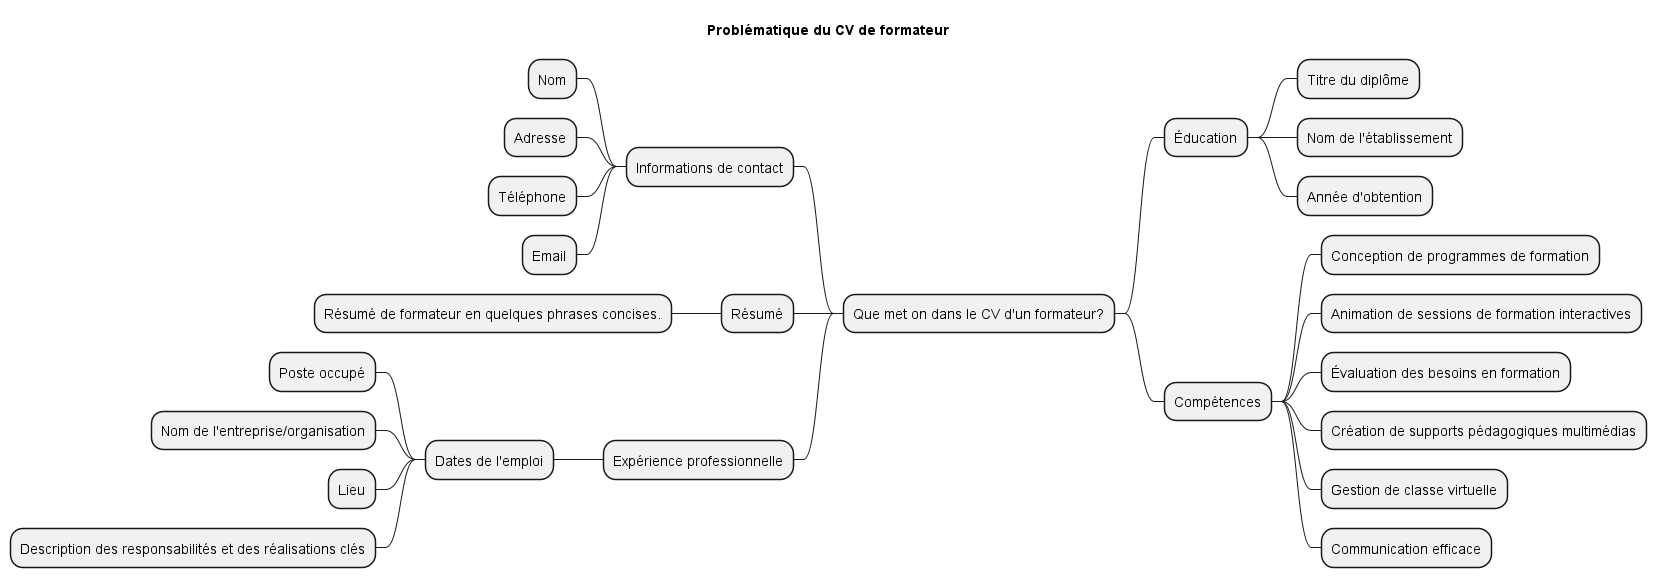 Problématique du CV de formateur
Que met on dans le CV d'un formateur?
Informations de contact
Nom
Adresse
Téléphone
Email
Résumé
Résumé de formateur en quelques phrases concises.
Expérience professionnelle
Dates de l'emploi
Poste occupé
Nom de l'entreprise/organisation
Lieu
Description des responsabilités et des réalisations clés
Éducation
Titre du diplôme
Nom de l'établissement
Année d'obtention
Compétences
Conception de programmes de formation
Animation de sessions de formation interactives
Évaluation des besoins en formation
Création de supports pédagogiques multimédias
Gestion de classe virtuelle
Communication efficace